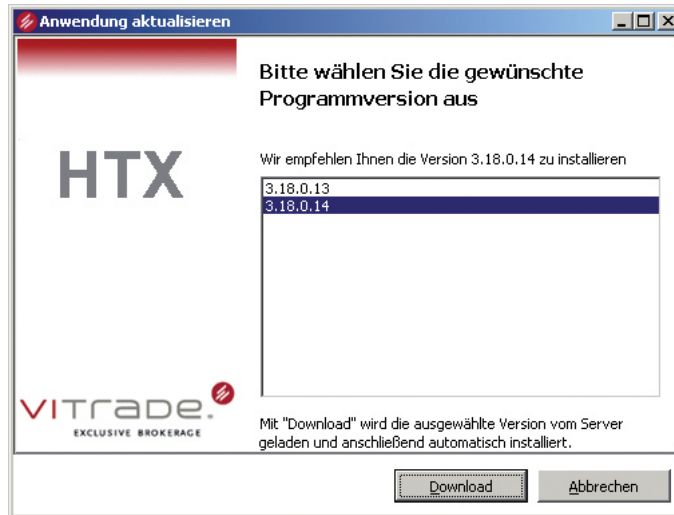 Anwendung aktualisieren
HTX
VITRADE.
EXCLUSIVE BROKERAGE
Bitte wählen Sie die gewünschte
Programmversion aus
Wir empfehlen Ihnen die Version 3.18.0.14 zu installieren
3.18.0.13
3.18.0.14
Mit "Download" wird die ausgewählte Version vom Server
geladen und anschließend automatisch installiert.
Download
Abbrechen